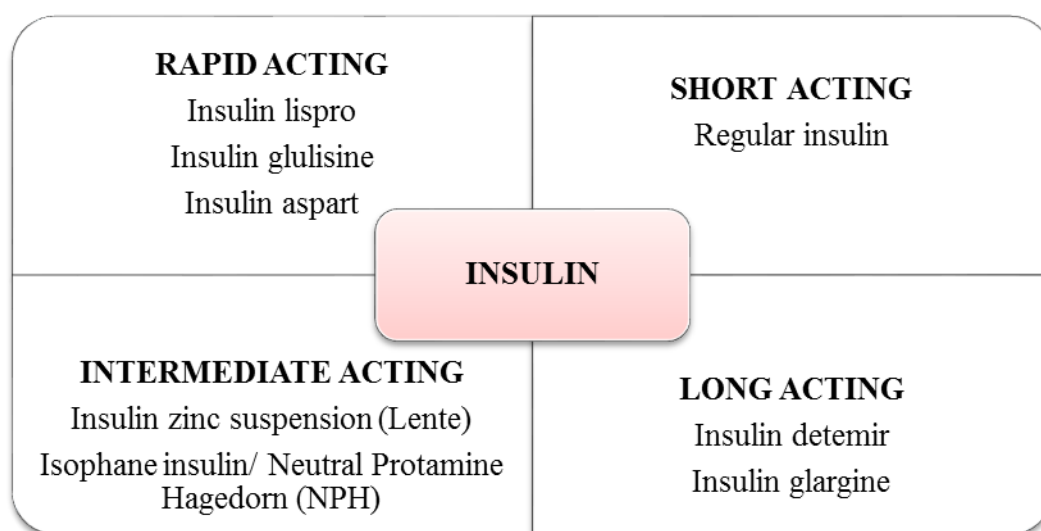 RAPID ACTING
Insulin lispro
Insulin glulisine
Insulin aspart
SHORT ACTING
Regular insulin
INSULIN
INTERMEDIATE ACTING
Insulin zinc suspension (Lente)
Isophane insulin/ Neutral Protamine
Hagedorn (NPH)
LONG ACTING
Insulin detemir
Insulin glargine